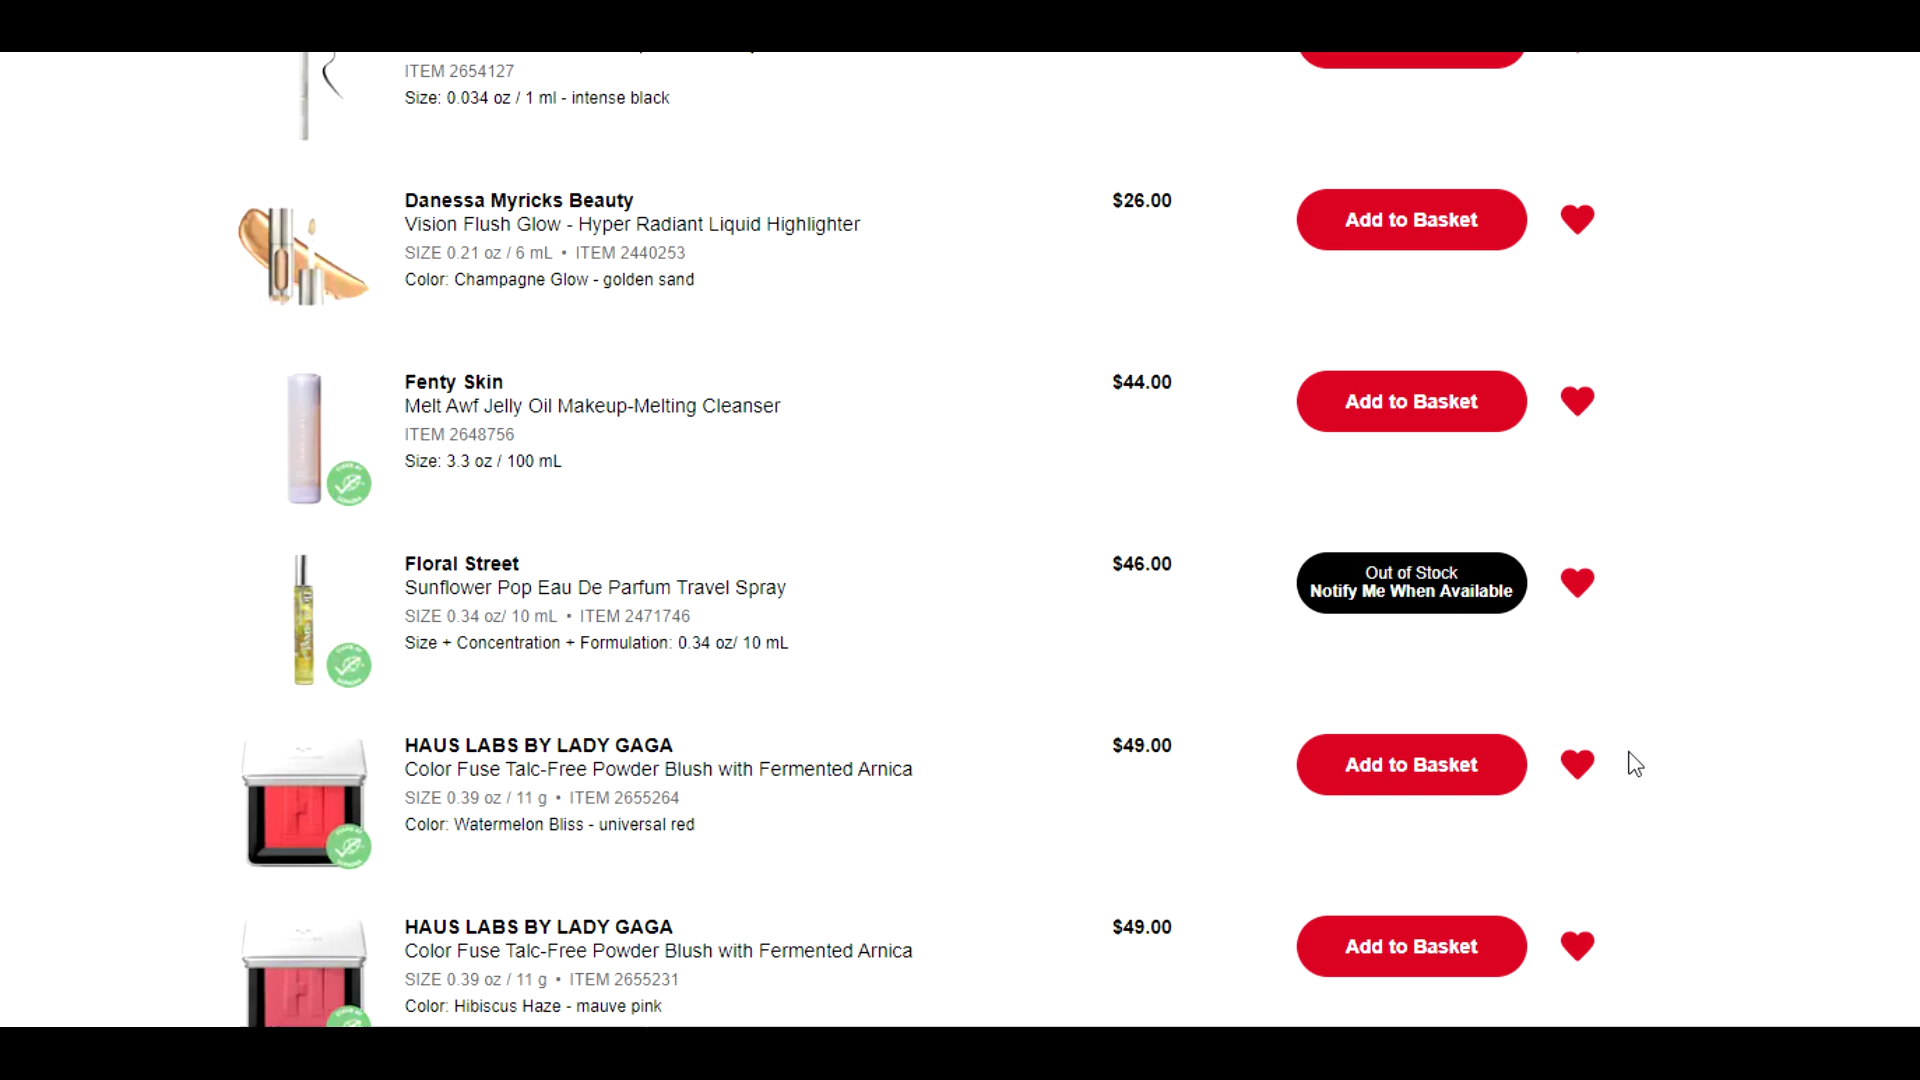 ITEM 2654127
Size: 0.034 oz / 1 ml - intense black
Danessa Myricks Beauty
$26.00
Add to Basket
Vision Flush Glow - Hyper Radiant Liquid Highlighter
SIZE 0.21 oz / 6 mL • ITEM 2440253
Color: Champagne Glow - golden sand
Fenty Skin
$44.00
Add to Basket
Melt Awf Jelly Oil Makeup-Melting Cleanser
ITEM 2648756
Size: 3.3 oz / 100 mL
Floral Street
$46.00
Out of Stock
Notify Me When Available
Sunflower Pop Eau De Parfum Travel Spray
SIZE 0.34 oz/ 10 mL • ITEM 2471746
Size + Concentration + Formulation: 0.34 oz/ 10 mL
HAUS LABS BY LADY GAGA
$49.00
Add to Basket
Color Fuse Talc-Free Powder Blush with Fermented Arnica
SIZE 0.39 oz / 11 g • ITEM 2655264
Color: Watermelon Bliss - universal red
HAUS LABS BY LADY GAGA
$49.00
Add to Basket
Color Fuse Talc-Free Powder Blush with Fermented Arnica
SIZE 0.39 oz / 11 g • ITEM 2655231
Color: Hibiscus Haze - mauve pink